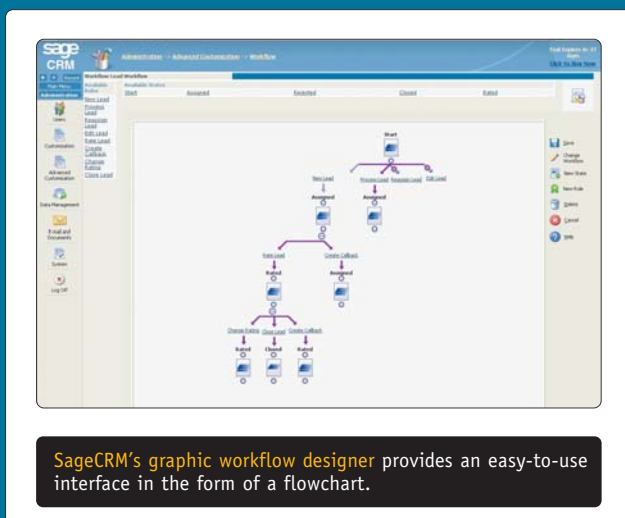 sage
CRM
Administration -> Advanced Customization -> Workflow
Click To Buy Now
Main Menu
Administration
Users
Customization
Advanced
Customization
Data Management
E-mail and
Documents
System
Log Off
Workflow Lead Workflow
Available
Rules
New Lead
Process
Lead
Reassign
Lead
Edit Lead
Rate Lead
Create
Callback
Change
Rating
Close Lead
Available States
Start Assigned Rejected Closed Rated
Start
New Lead Process Lead Reassign Lead Edit Lead
Assigned Assigned
Rate Lead Create Callback
Rated Assigned
Change Rating Close Lead Create Callback
Rated Closed Rated
Save
Change
Workflow
New State
New Rule
Delete
Cancel
Help
SageCRM's graphic workflow designer provides an easy-to-use
interface in the form of a flowchart.